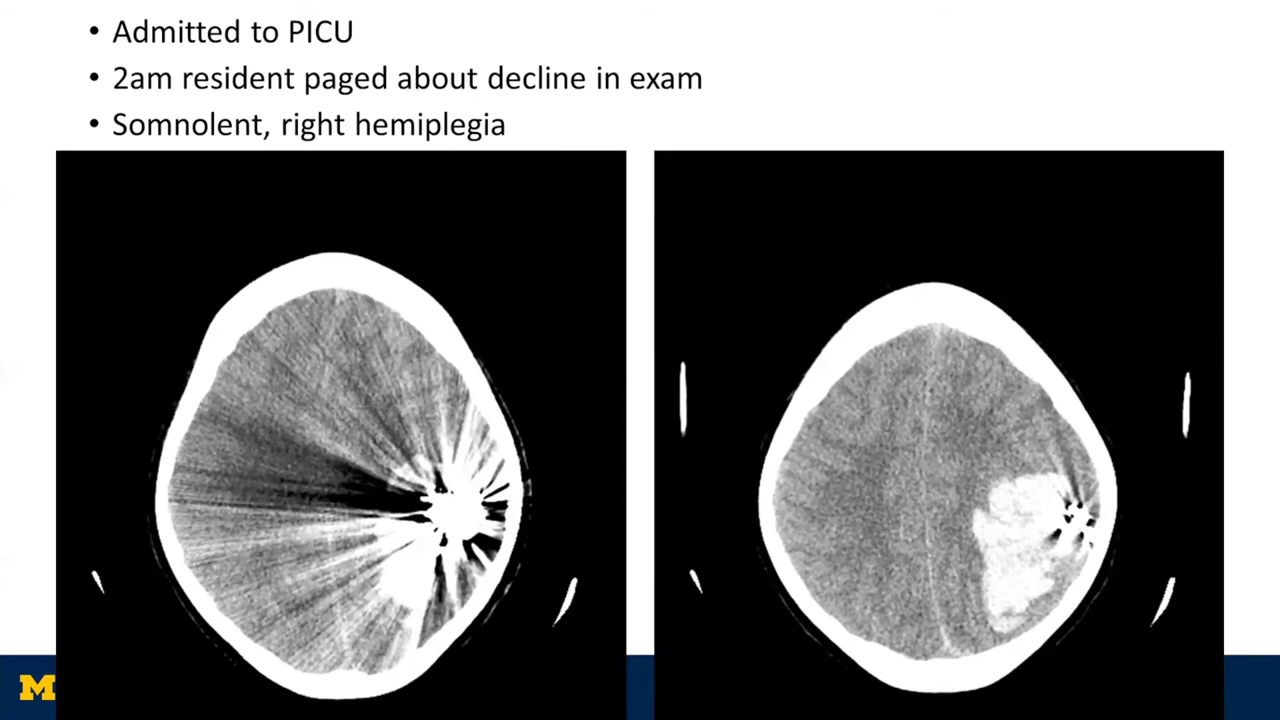 • Admitted to PICU
• 2am resident paged about decline in exam
• Somnolent, right hemiplegia
M